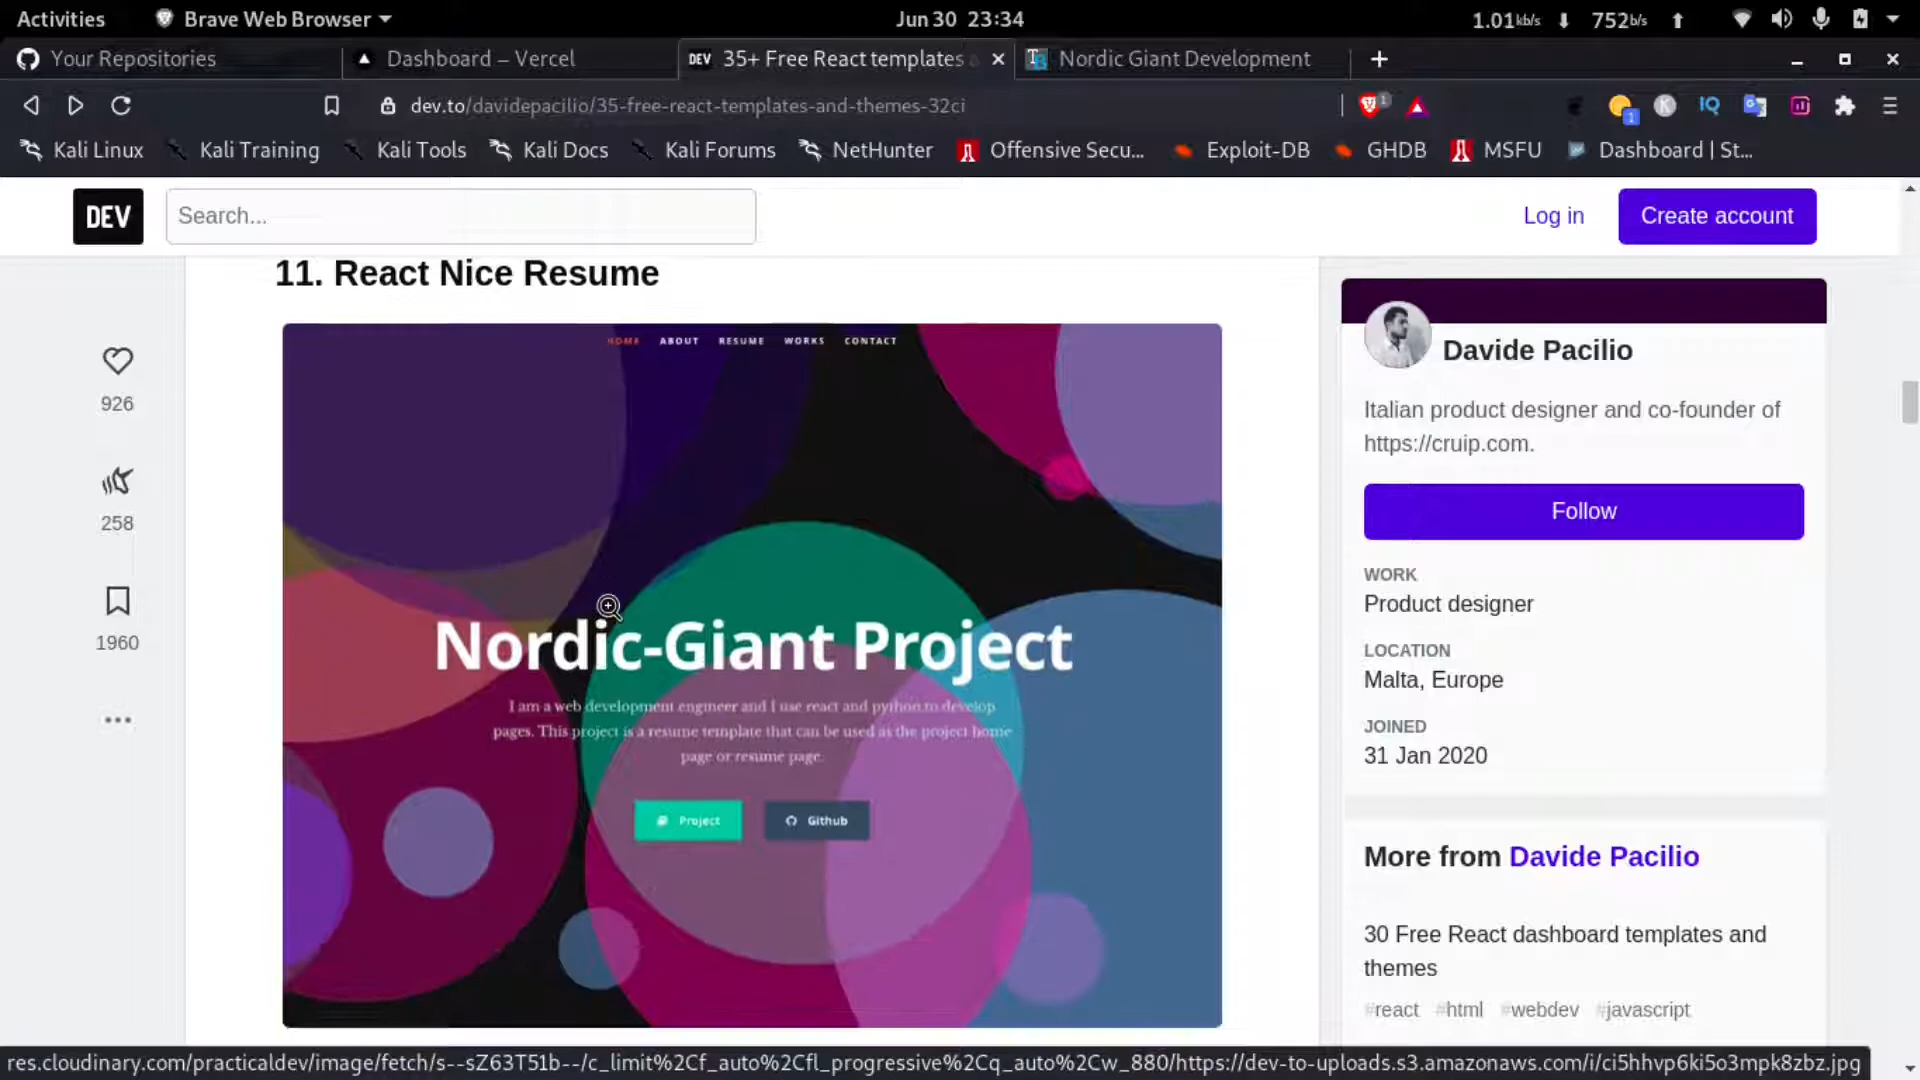 Activities
Brave Web Browser
Jun 30 23:34
1.01kb/s
752b/s
Your Repositories
Dashboard – Vercel
DEV
35+ Free React templates a
Nordic Giant Development
dev.to/davidepacilio/35-free-react-templates-and-themes-32ci
1
1
K
IQ
Kali Linux
Kali Training
Kali Tools
Kali Docs
Kali Forums
NetHunter
Offensive Secu...
Exploit-DB
GHDB
MSFU
Dashboard | St...
DEV
Search...
Log in
Create account
11. React Nice Resume
926
258
1960
HOME
ABOUT
RESUME
WORKS
CONTACT
Nordic-Giant Project
I am a web development engineer and I use react and python to develop
pages. This project is a resume template that can be used as the project home
page or resume page.
Project
Github
Davide Pacilio
Italian product designer and co-founder of
https://cruip.com.
Follow
WORK
Product designer
LOCATION
Malta, Europe
JOINED
31 Jan 2020
More from Davide Pacilio
30 Free React dashboard templates and
themes
#react #html #webdev #javascript
res.cloudinary.com/practicaldev/image/fetch/s--sZ63T51b--/c_limit%2Cf_auto%2Cfl_progressive%2Cq_auto%2Cw_880/https://dev-to-uploads.s3.amazonaws.com/i/ci5hhvp6ki5o3mpk8zbz.jpg